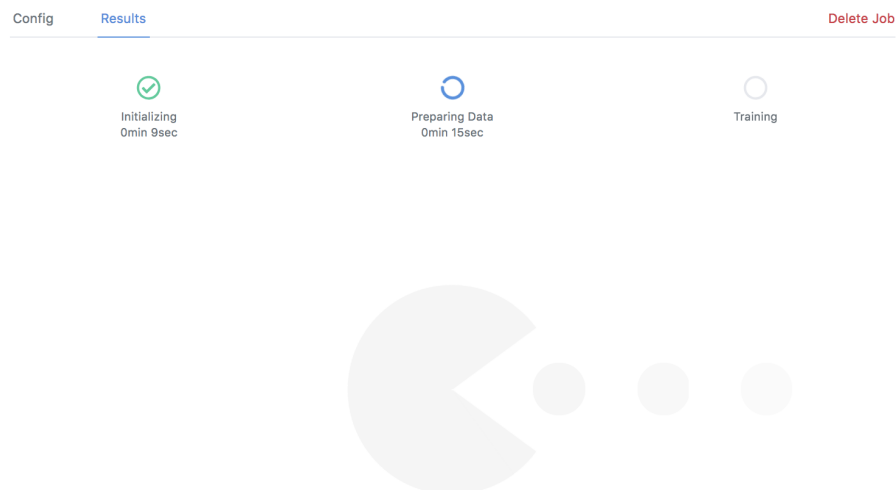 Config
Results
Delete Job
Initializing
0min 9sec
Preparing Data
0min 15sec
Training